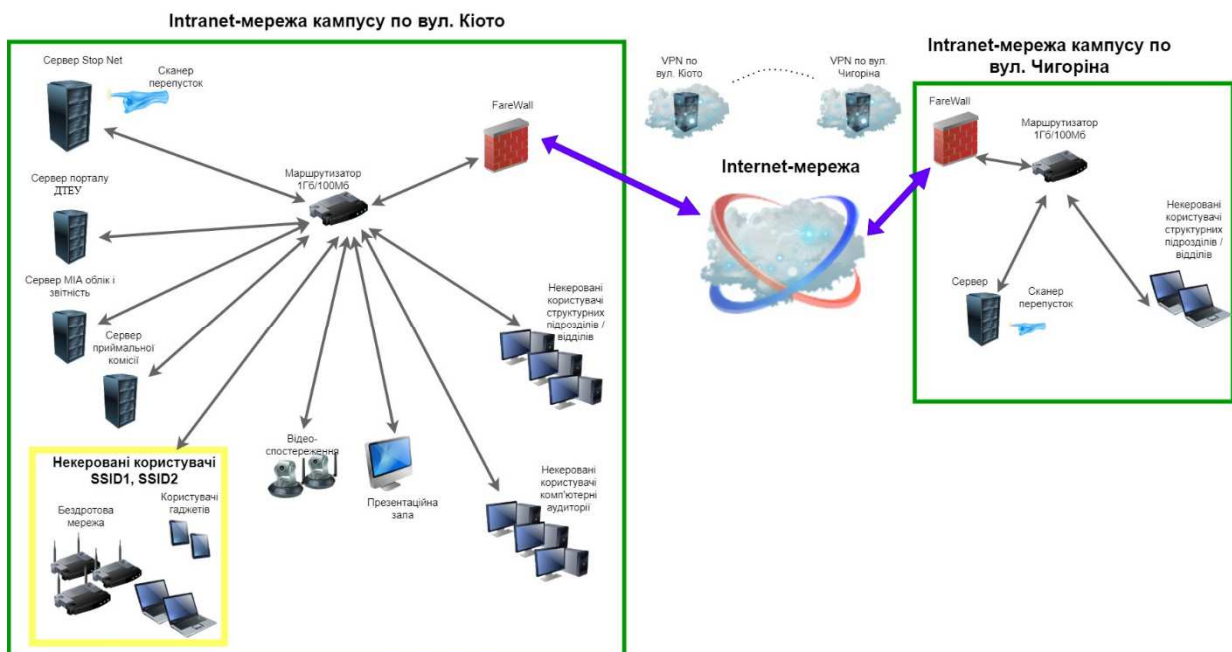 Intranet-мережа кампусу по вул. Кіото
Сервер Stop Net
Сканер
перепусток
FareWall
Маршрутизатор
1Гб/100Мб
Сервер порталу
ДТЕУ
Сервер МІА облік і
звітність
Сервер
приймальної
комісії
Некеровані
користувачі
структурних
підрозділів /
відділів
Відео-
спостереження
Презентаційна
зала
Некеровані
користувачі
комп'ютерні
аудиторії
Некеровані користувачі
SSID1, SSID2
Бездротова
мережа
Користувачі
гаджетів
VPN по
вул. Кіото
VPN по
вул.
Чигоріна
Internet-мережа
Intranet-мережа кампусу по
вул. Чигоріна
FareWall
Маршрутизатор
1Гб/100Мб
Некеровані
користувачі
структурних
підрозділів /
відділів
Сервер
Сканер
перепусток